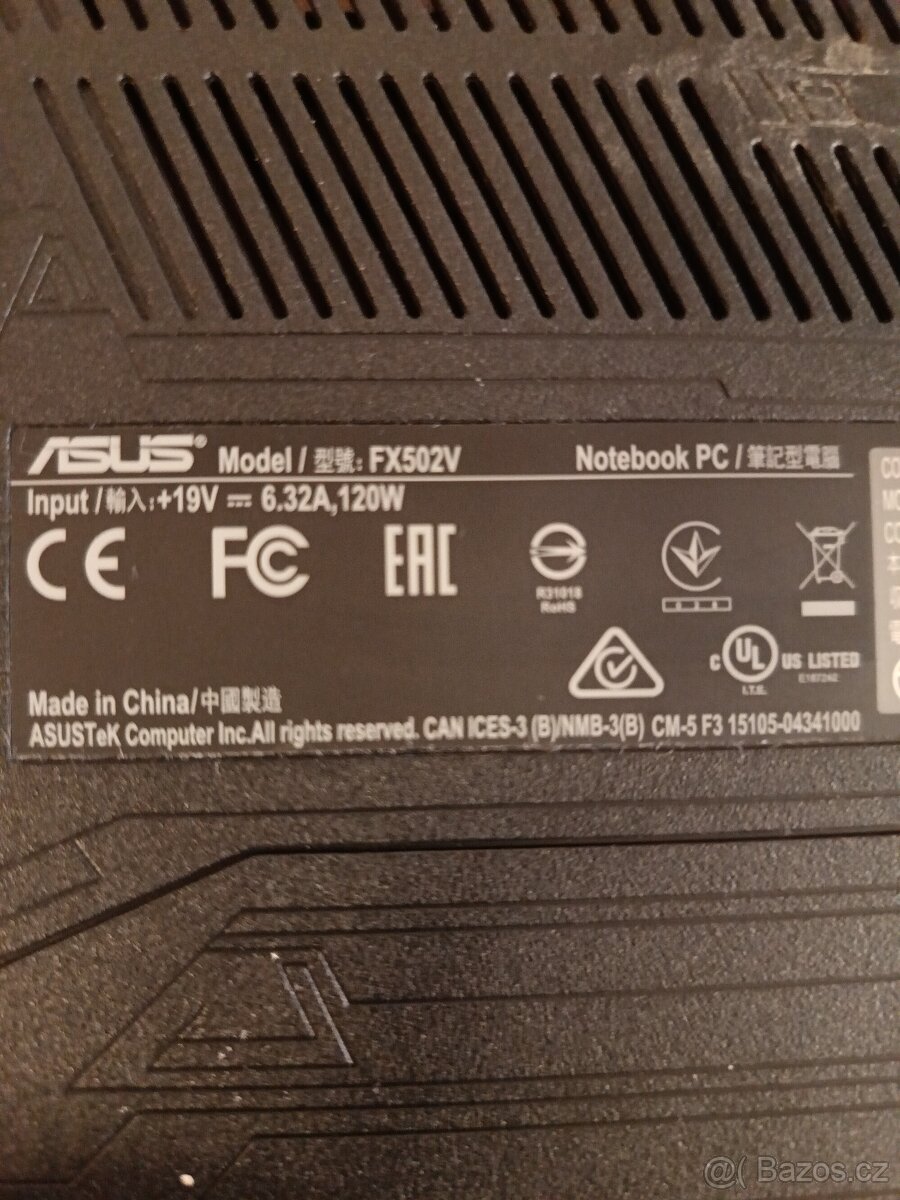 ASUS® Model / 型號: FX502V Notebook PC / 筆記型電腦
Input / 輸入: +19V ⎓ 6.32A,120W
CE FC EAC
R31018
RoHS
C UL US LISTED
I.T.E. E187242
Made in China/中國製造
ASUSTeK Computer Inc.All rights reserved. CAN ICES-3 (B)/NMB-3(B) CM-5 F3 15105-04341000
@( Bazos.cz